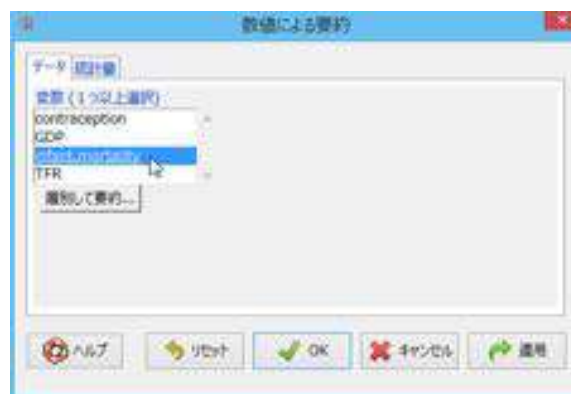 数値による要約
データ 統計量
変数 (1つ以上選択)
contraception
GDP
infant.mortality
TFR
層別して要約...
ヘルプ リセット OK キャンセル 適用